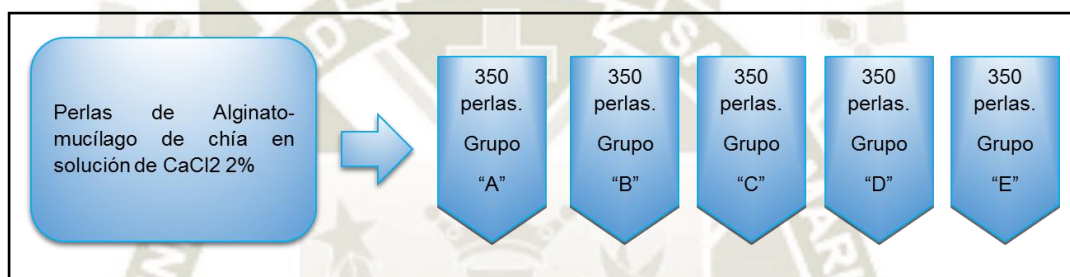 Perlas de Alginato-
mucílago de chía en
solución de CaCl2 2%
350
perlas.
Grupo
“A”
350
perlas.
Grupo
“B”
350
perlas.
Grupo
“C”
350
perlas.
Grupo
“D”
350
perlas.
Grupo
“E”